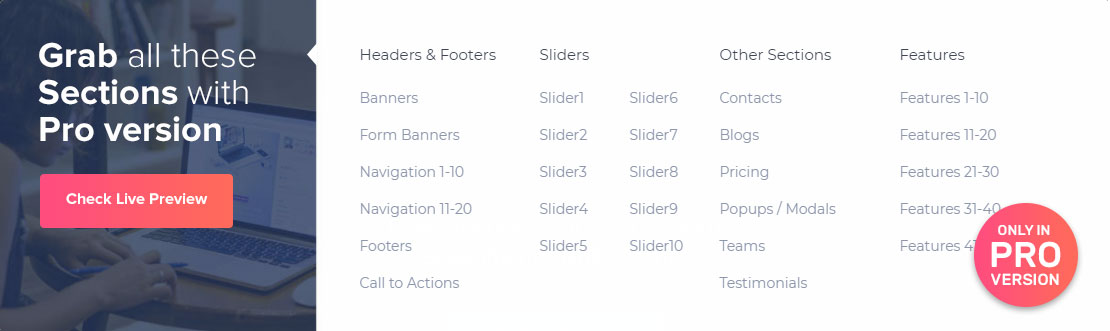 Grab all these
Sections with
Pro version
Check Live Preview
Headers & Footers
Banners
Form Banners
Navigation 1-10
Navigation 11-20
Footers
Call to Actions
Sliders
Slider1
Slider2
Slider3
Slider4
Slider5
Slider6
Slider7
Slider8
Slider9
Slider10
Other Sections
Contacts
Blogs
Pricing
Popups / Modals
Teams
Testimonials
Features
Features 1-10
Features 11-20
Features 21-30
Features 31-40
Features
ONLY IN
PRO
VERSION